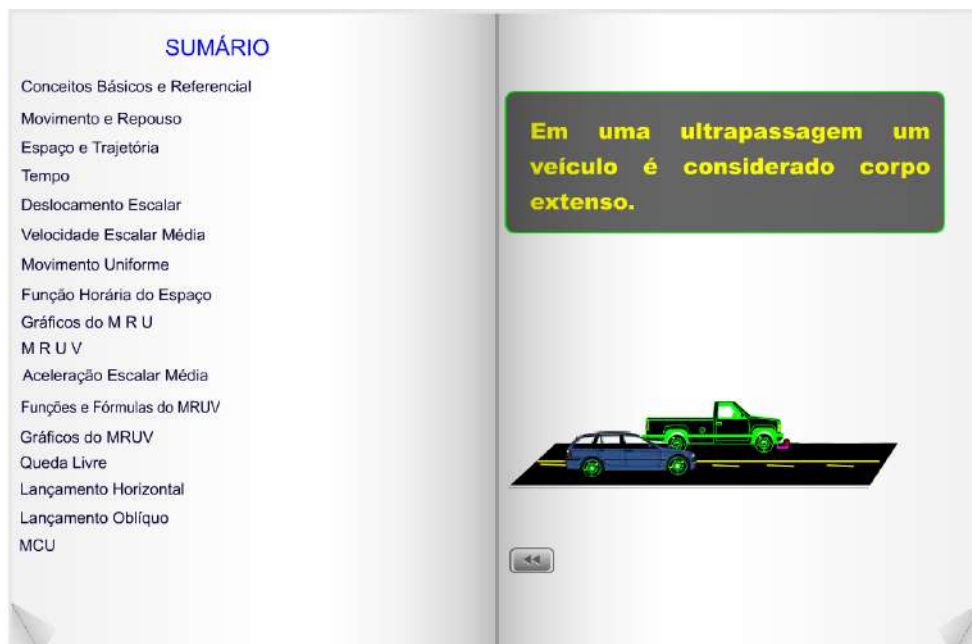 SUMÁRIO
Conceitos Básicos e Referencial
Movimento e Repouso
Espaço e Trajetória
Tempo
Deslocamento Escalar
Velocidade Escalar Média
Movimento Uniforme
Função Horária do Espaço
Gráficos do M R U
M R U V
Aceleração Escalar Média
Funções e Fórmulas do MRUV
Gráficos do MRUV
Queda Livre
Lançamento Horizontal
Lançamento Oblíquo
MCU
Em uma ultrapassagem um
veículo é considerado corpo
extenso.